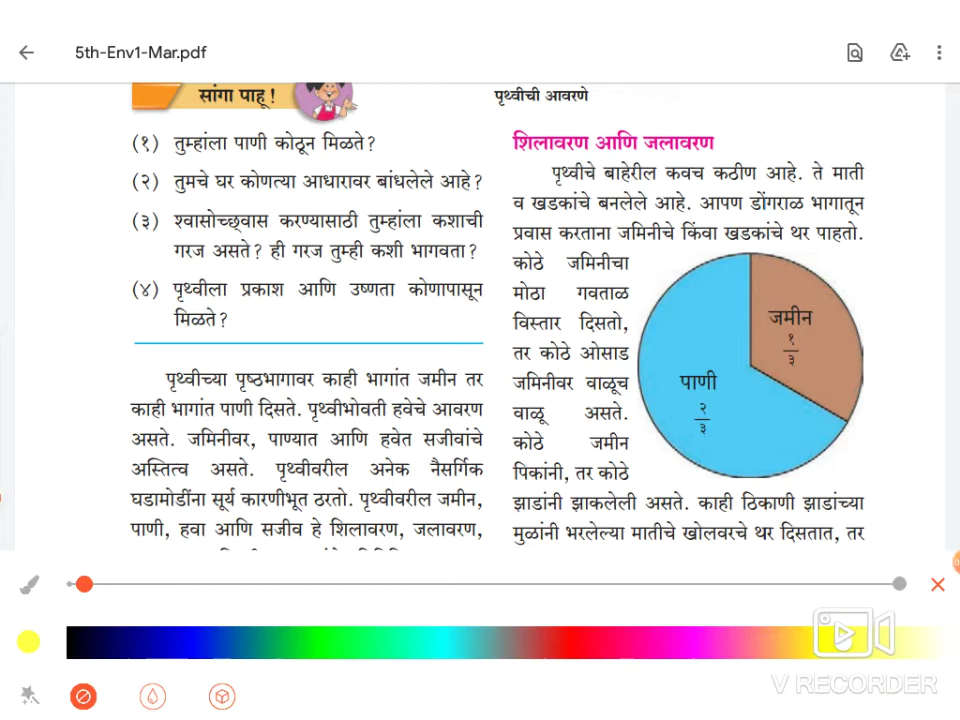 5th-Env1-Mar.pdf
सांगा पाहू !
(१) तुम्हांला पाणी कोठून मिळते?
(२) तुमचे घर कोणत्या आधारावर बांधलेले आहे?
(३) श्वासोच्छ्वास करण्यासाठी तुम्हांला कशाची
गरज असते? ही गरज तुम्ही कशी भागवता?
(४) पृथ्वीला प्रकाश आणि उष्णता कोणापासून
मिळते?
पृथ्वीच्या पृष्ठभागावर काही भागांत जमीन तर
काही भागांत पाणी दिसते. पृथ्वीभोवती हवेचे आवरण
असते. जमिनीवर, पाण्यात आणि हवेत सजीवांचे
अस्तित्व असते. पृथ्वीवरील अनेक नैसर्गिक
घडामोडींना सूर्य कारणीभूत ठरतो. पृथ्वीवरील जमीन,
पाणी, हवा आणि सजीव हे शिलावरण, जलावरण,
पृथ्वीची आवरणे
शिलावरण आणि जलावरण
पृथ्वीचे बाहेरील कवच कठीण आहे. ते माती
व खडकांचे बनलेले आहे. आपण डोंगराळ भागातून
प्रवास करताना जमिनीचे किंवा खडकांचे थर पाहतो.
कोठे जमिनीचा
मोठा गवताळ
विस्तार दिसतो,
तर कोठे ओसाड
जमिनीवर वाळूच
वाळू असते.
कोठे जमीन
पिकांनी, तर कोठे
झाडांनी झाकलेली असते. काही ठिकाणी झाडांच्या
मुळांनी भरलेल्या मातीचे खोलवरचे थर दिसतात, तर
जमीन
१
३
पाणी
२
३
V RECORDER